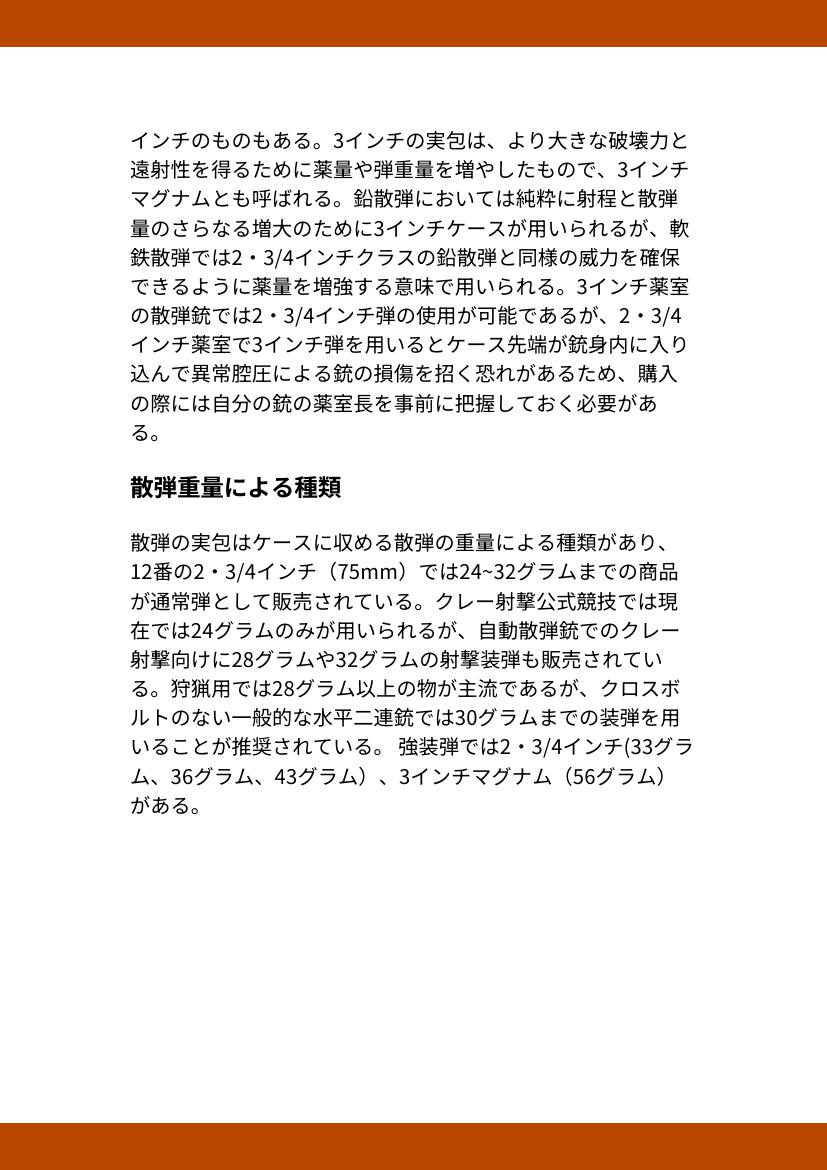 インチのものもある。3インチの実包は、より大きな破壊力と
遠射性を得るために薬量や弾重量を増やしたもので、3インチ
マグナムとも呼ばれる。鉛散弾においては純粋に射程と散弾
量のさらなる増大のために3インチケースが用いられるが、軟
鉄散弾では2・3/4インチクラスの鉛散弾と同様の威力を確保
できるように薬量を増強する意味で用いられる。3インチ薬室
の散弾銃では2・3/4インチ弾の使用が可能であるが、2・3/4
インチ薬室で3インチ弾を用いるとケース先端が銃身内に入り
込んで異常腔圧による銃の損傷を招く恐れがあるため、購入
の際には自分の銃の薬室長を事前に把握しておく必要があ
る。
散弾重量による種類
散弾の実包はケースに収める散弾の重量による種類があり、
12番の2・3/4インチ（75mm）では24~32グラムまでの商品
が通常弾として販売されている。クレー射撃公式競技では現
在では24グラムのみが用いられるが、自動散弾銃でのクレー
射撃向けに28グラムや32グラムの射撃装弾も販売されてい
る。狩猟用では28グラム以上の物が主流であるが、クロスボ
ルトのない一般的な水平二連銃では30グラムまでの装弾を用
いることが推奨されている。 強装弾では2・3/4インチ(33グラ
ム、36グラム、43グラム）、3インチマグナム（56グラム）
がある。